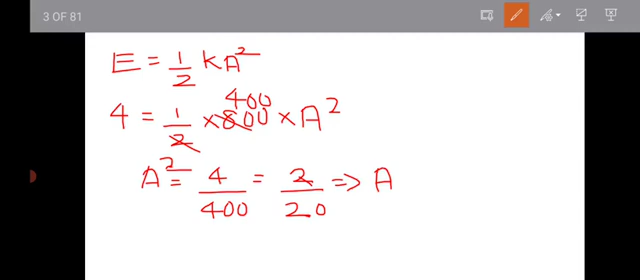 3 OF 81
E = 1/2 KA²
400
4 = 1/2 × 800 × A²
A² = 4/400 = 2/20 => A